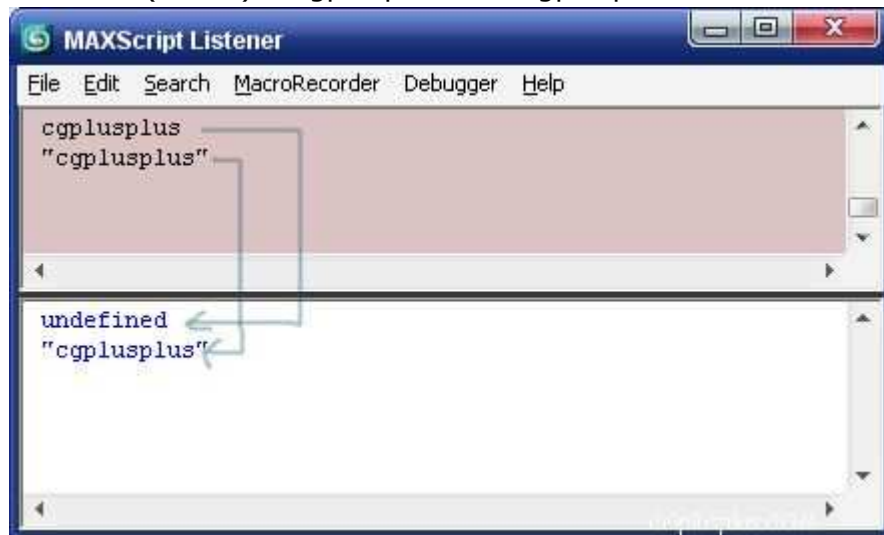 MAXScript Listener
File Edit Search MacroRecorder Debugger Help
cgplusplus
"cgplusplus"
undefined
"cgplusplus"